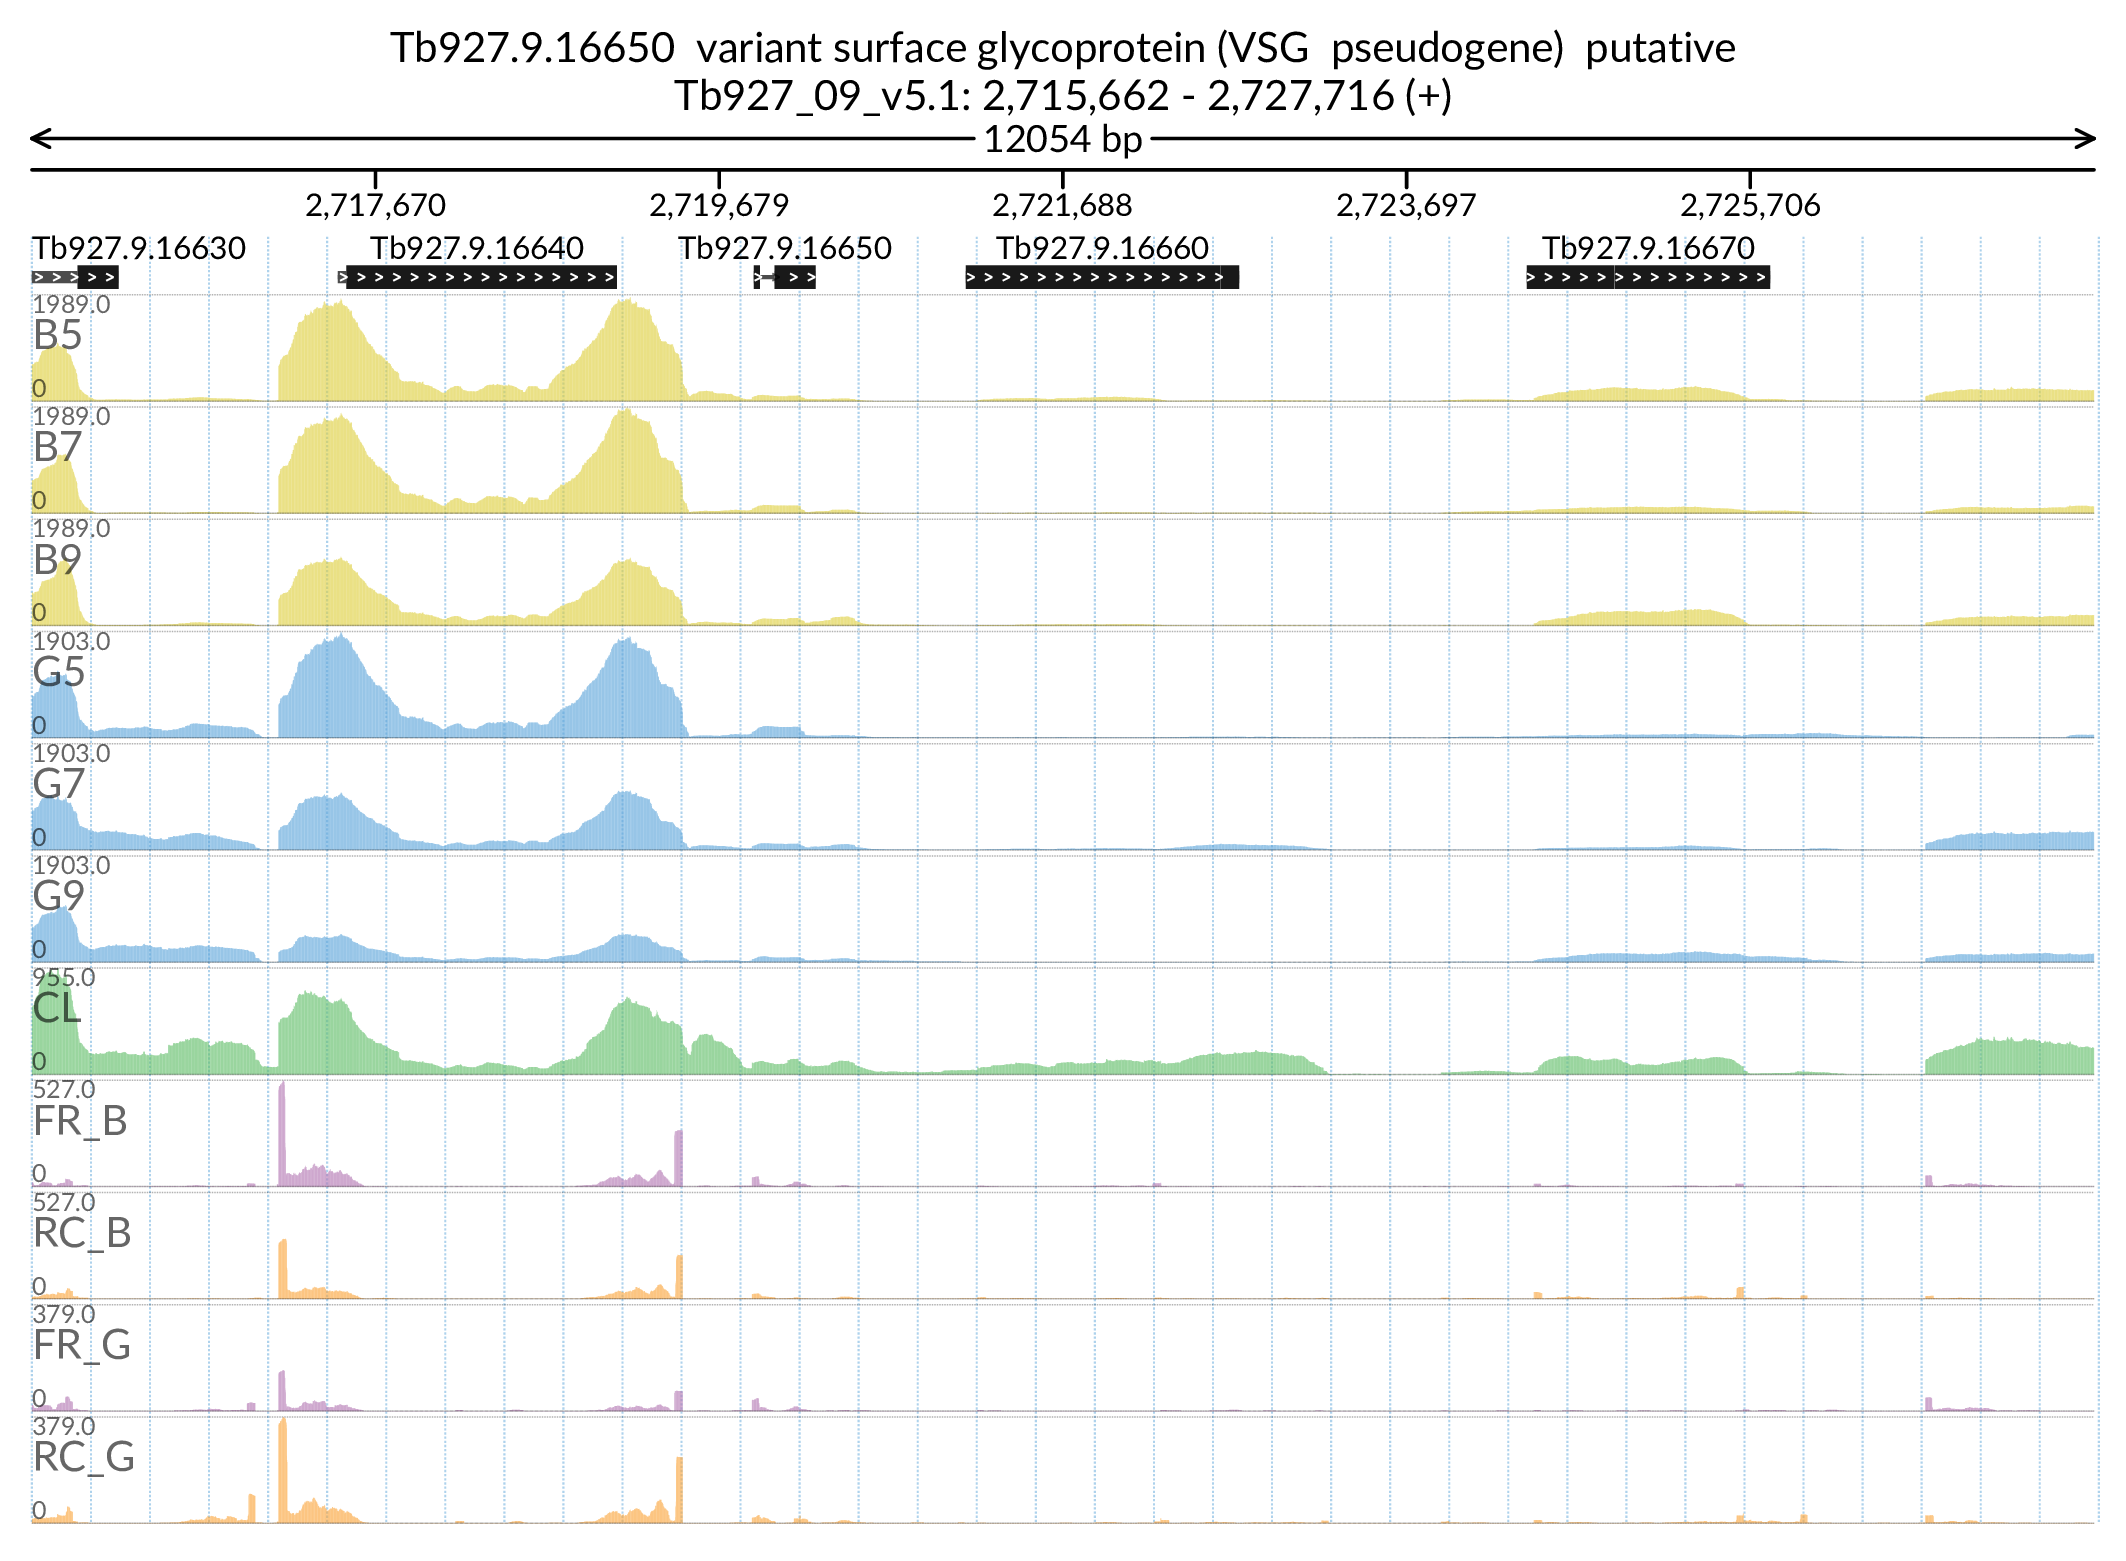 Tb927.9.16650  variant surface glycoprotein (VSG  pseudogene)  putative
Tb927_09_v5.1: 2,715,662 - 2,727,716 (+)
12054 bp
2,717,670 2,719,679 2,721,688 2,723,697 2,725,706
Tb927.9.16630 Tb927.9.16640 Tb927.9.16650 Tb927.9.16660 Tb927.9.16670
1989.0
B5
0
1989.0
B7
0
1989.0
B9
0
1903.0
G5
0
1903.0
G7
0
1903.0
G9
0
955.0
CL
0
527.0
FR_B
0
527.0
RC_B
0
379.0
FR_G
0
379.0
RC_G
0